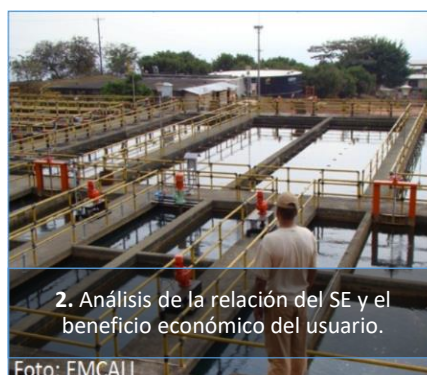 2. Análisis de la relación del SE y el
beneficio económico del usuario.
Foto: EMCALI